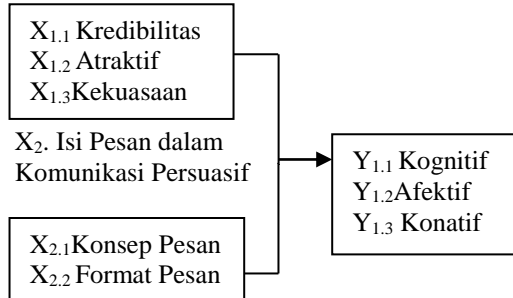 X1.1 Kredibilitas
X1.2 Atraktif
X1.3Kekuasaan
X2. Isi Pesan dalam
Komunikasi Persuasif
X2.1Konsep Pesan
X2.2 Format Pesan
Y1.1 Kognitif
Y1.2Afektif
Y1.3 Konatif